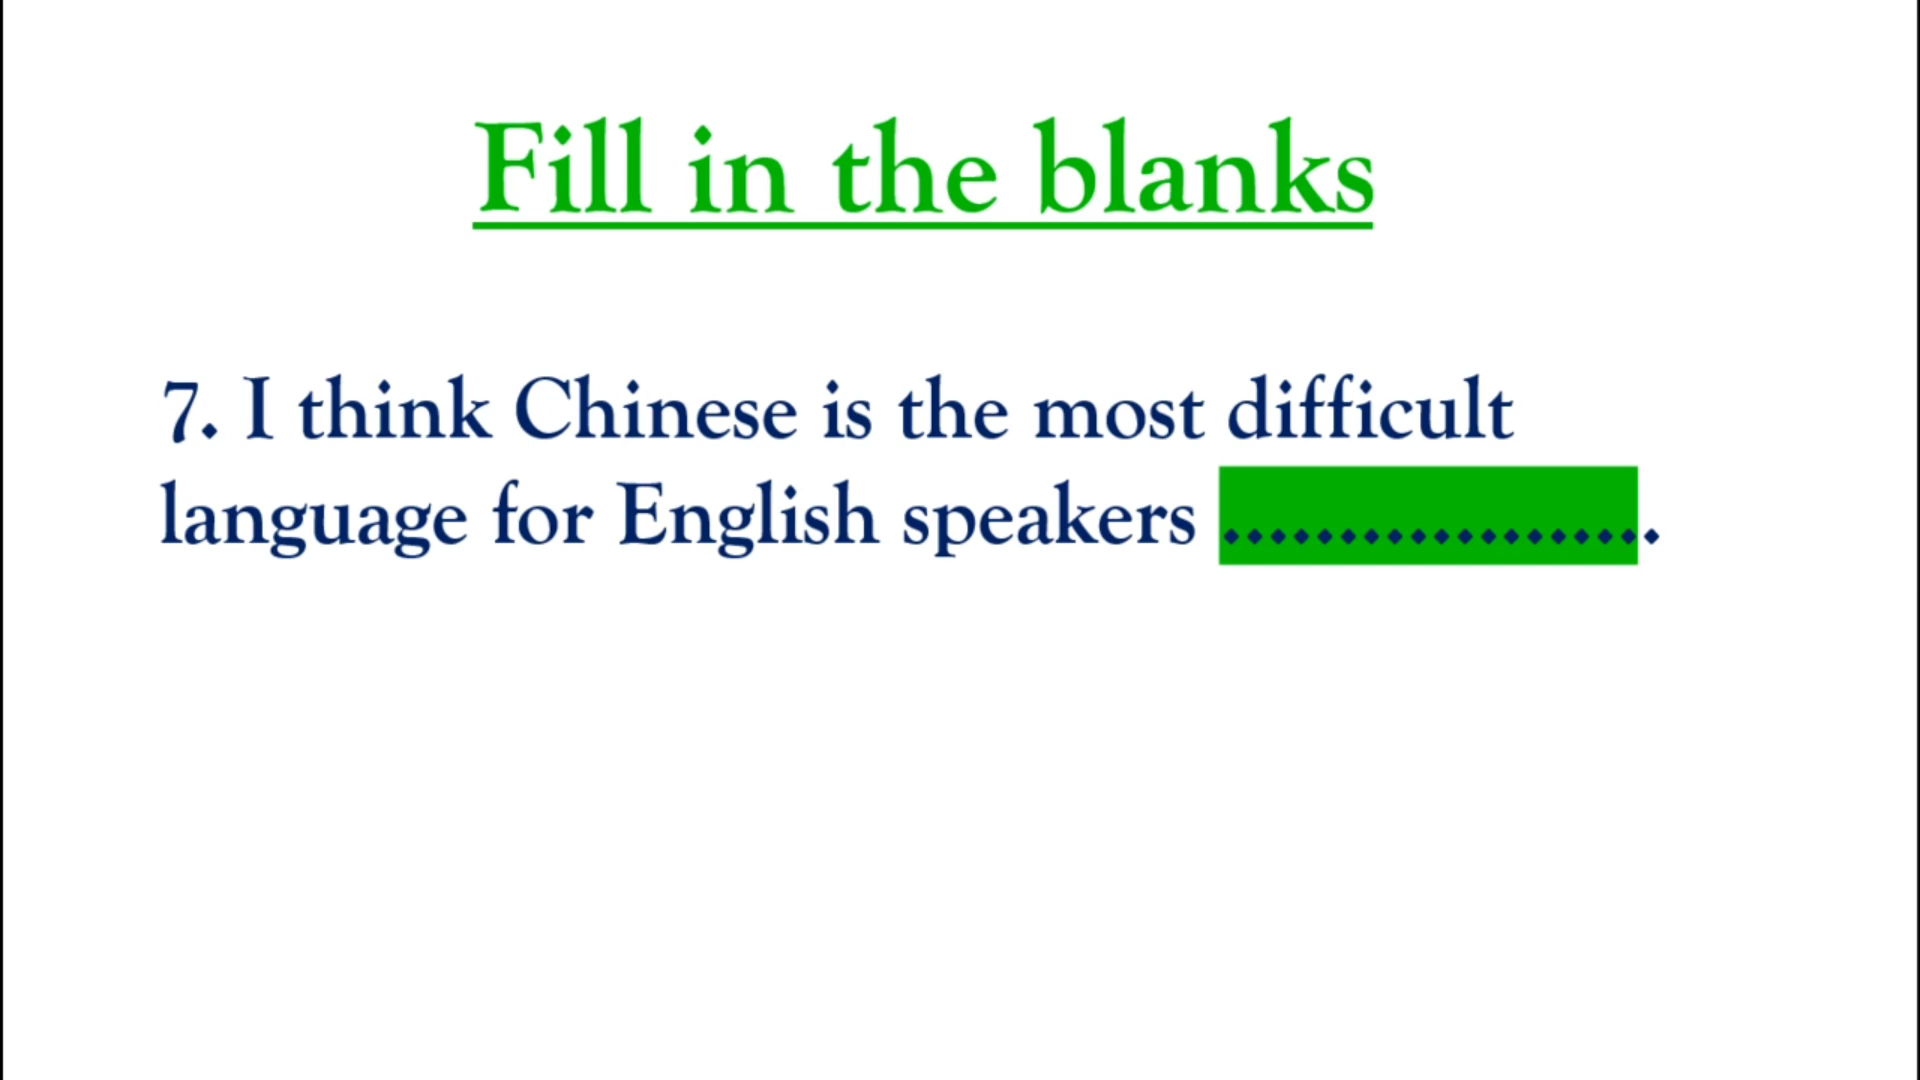 Fill in the blanks
7. I think Chinese is the most difficult
language for English speakers ...................